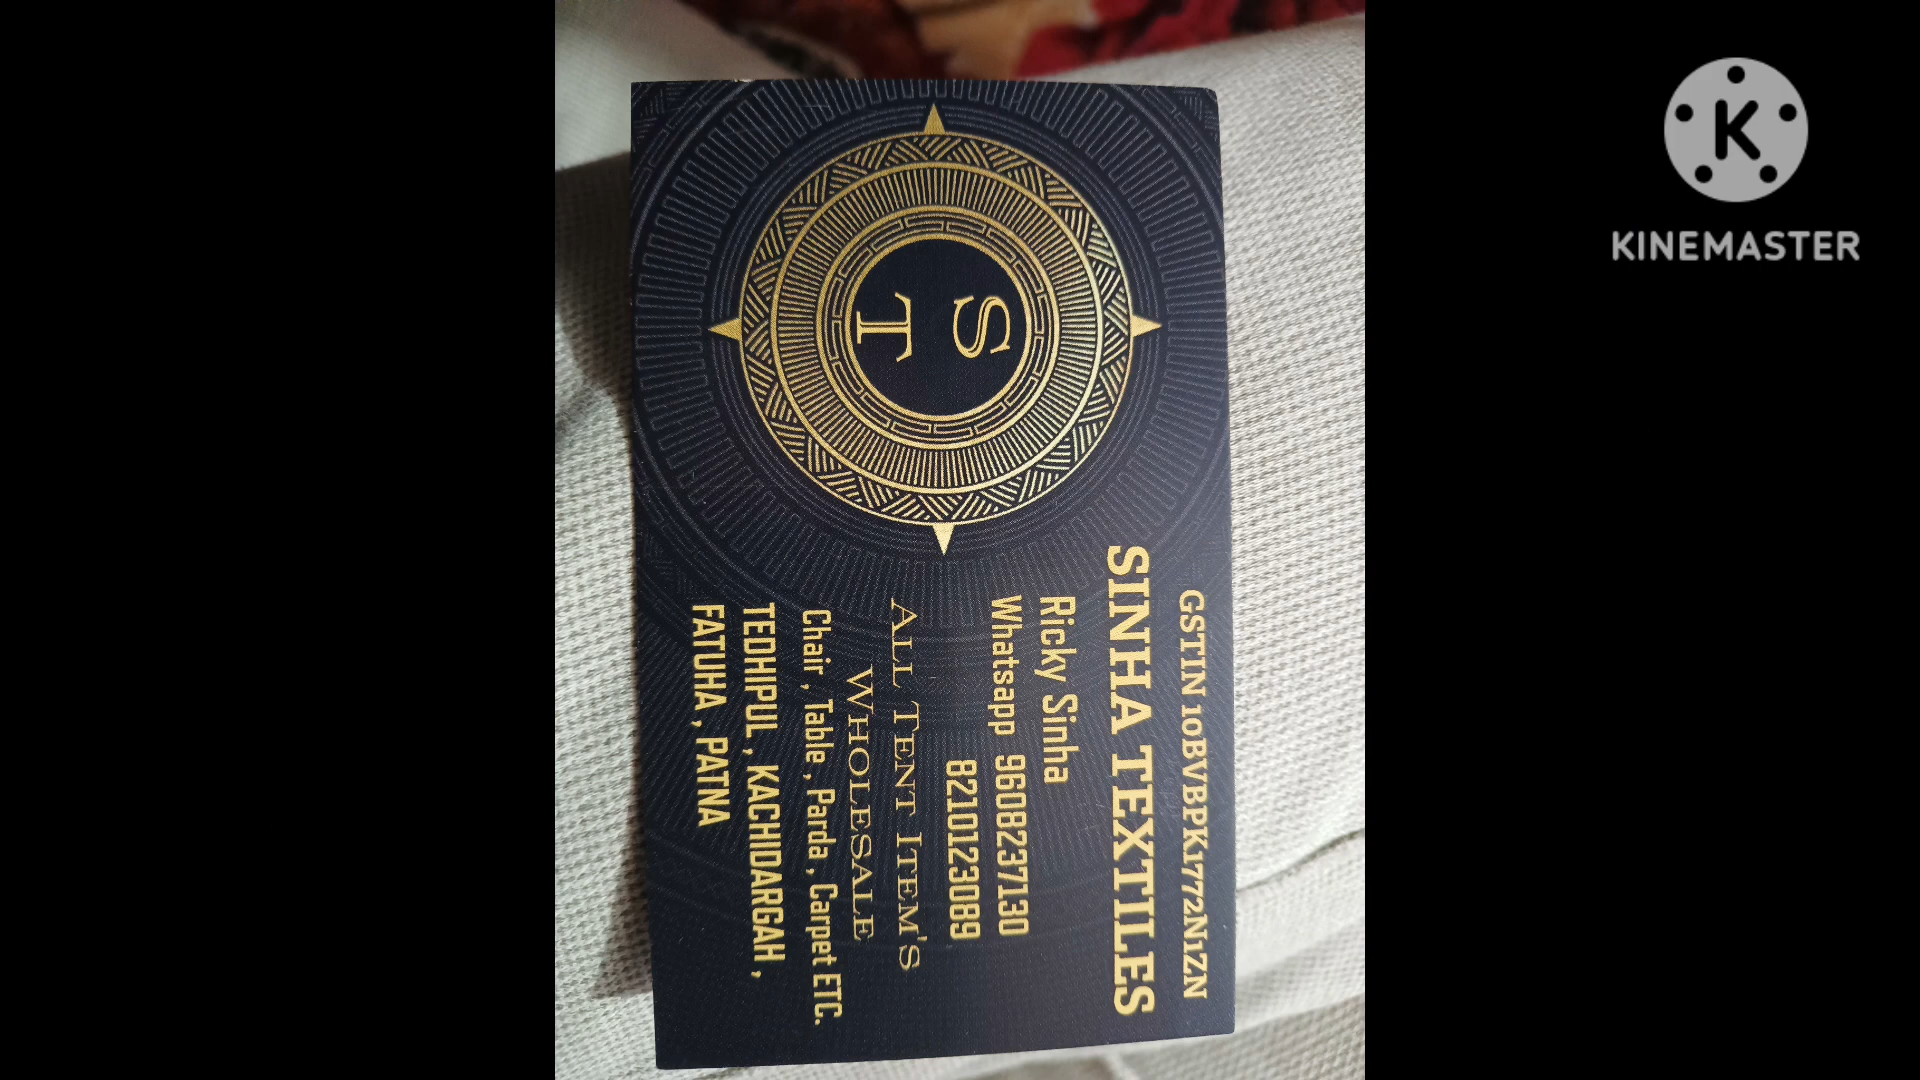 S
T
GSTIN 10BVBPK1772N1ZN
SINHA TEXTILES
Ricky Sinha
Whatsapp 9608237130
8210123089
ALL TENT ITEM'S
WHOLESALE
Chair , Table , Parda , Carpet ETC.
TEDHIPUL , KACHIDARGAH ,
FATUHA , PATNA
K
KINEMASTER